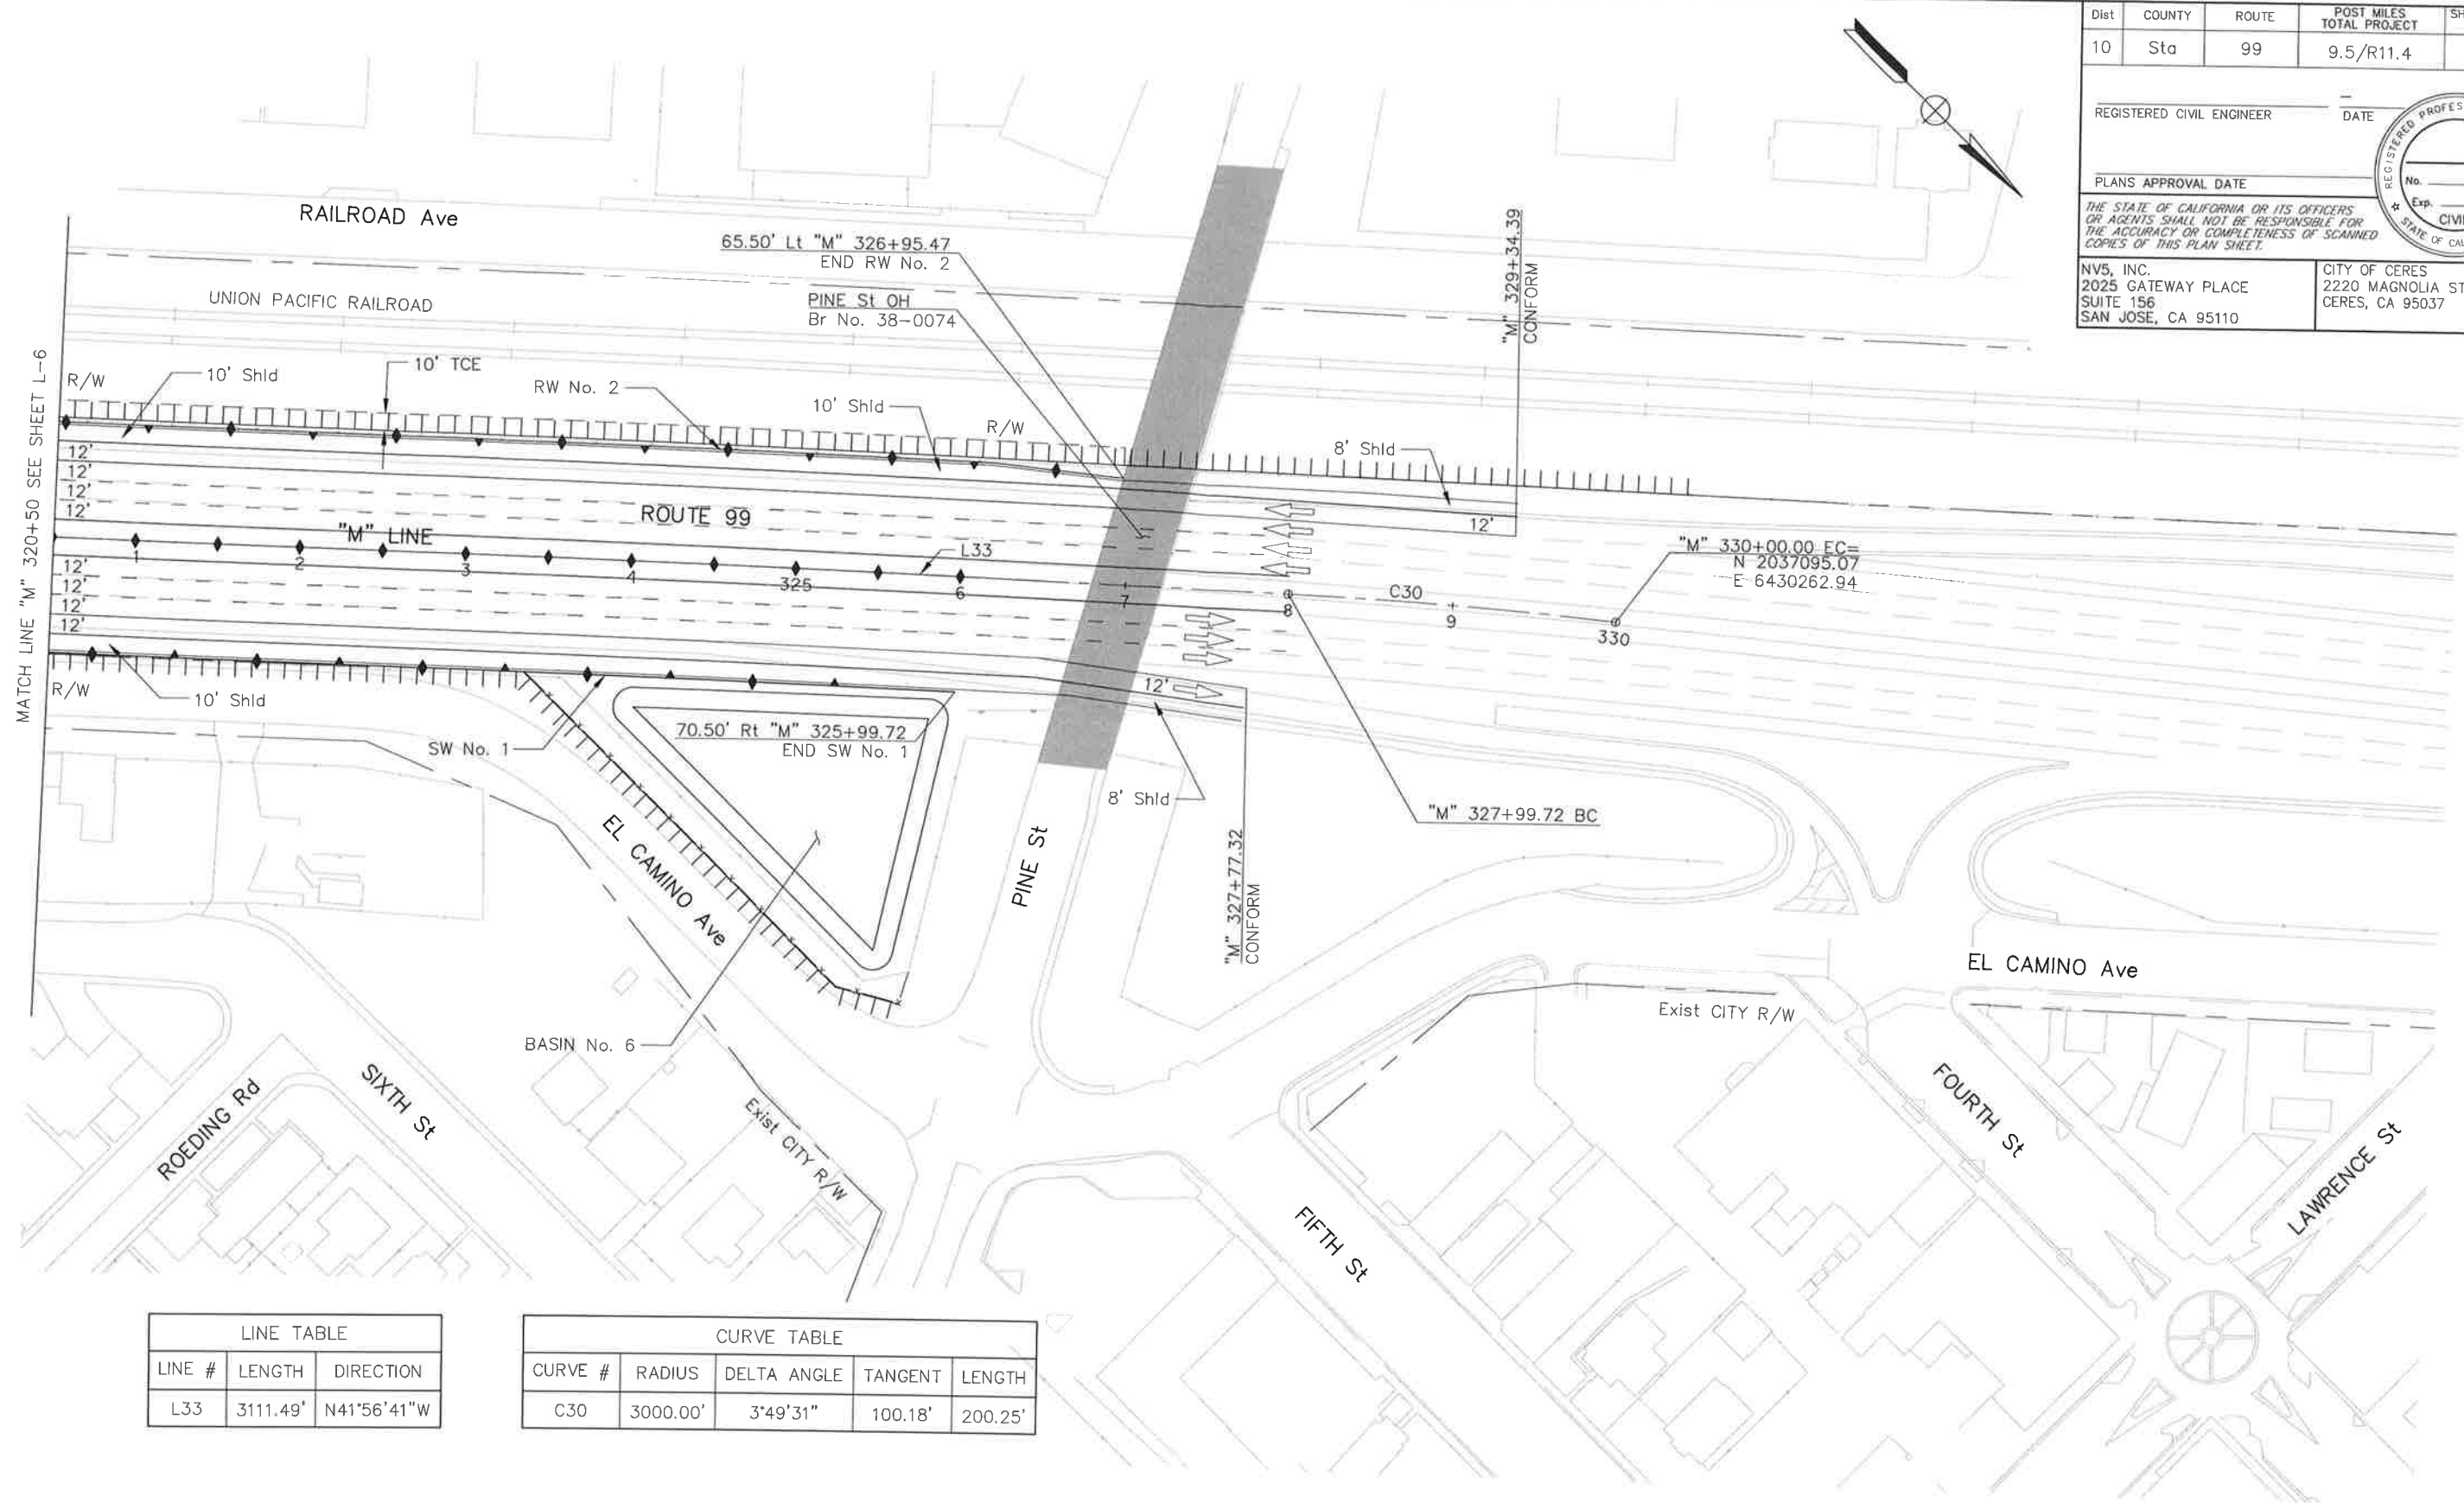 Dist COUNTY ROUTE POST MILES
TOTAL PROJECT
10 Sta 99 9.5/R11.4
REGISTERED CIVIL ENGINEER
DATE
PLANS APPROVAL DATE
REGISTERED
No.
Exp.
STATE OF
THE STATE OF CALIFORNIA OR ITS OFFICERS
OR AGENTS SHALL NOT BE RESPONSIBLE FOR
THE ACCURACY OR COMPLETENESS OF SCANNED
COPIES OF THIS PLAN SHEET.
NV5, INC.
2025 GATEWAY PLACE
SUITE 156
SAN JOSE, CA 95110
CITY OF CERES
2220 MAGNOLIA
CERES, CA 95037
RAILROAD Ave
65.50' Lt "M" 326+95.47
END RW No. 2
"M" 329+34.39
CONFORM
UNION PACIFIC RAILROAD
PINE St OH
Br No. 38-0074
MATCH LINE "M" 320+50 SEE SHEET L-6
R/W
10' Shld
10' TCE
RW No. 2
10' Shld
R/W
8' Shld
12'
12'
12'
12'
12'
ROUTE 99
"M" LINE
L33
1
2
3
4
325
6
7
8
C30
9
330
"M" 330+00.00 EC=
N 2037095.07
E 6430262.94
12'
12'
12'
12'
12'
R/W
10' Shld
SW No. 1
70.50' Rt "M" 325+99.72
END SW No. 1
8' Shld
"M" 327+99.72 BC
"M" 327+77.32
CONFORM
EL CAMINO Ave
PINE St
EL CAMINO Ave
BASIN No. 6
Exist CITY R/W
Exist CITY R/W
ROEDING Rd
SIXTH St
FIFTH St
FOURTH St
LAWRENCE St
LINE TABLE
LINE # LENGTH DIRECTION
L33 3111.49' N41°56'41"W
CURVE TABLE
CURVE # RADIUS DELTA ANGLE TANGENT LENGTH
C30 3000.00' 3°49'31" 100.18' 200.25'